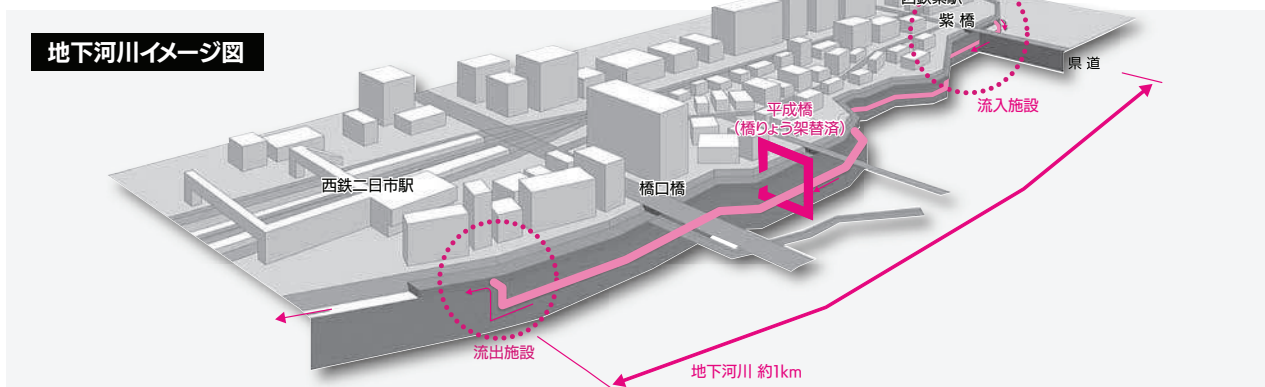 地下河川イメージ図
紫 橋
県 道
流入施設
平成橋
（橋りょう架替済）
西鉄二日市駅
橋口橋
流出施設
地下河川 約1km